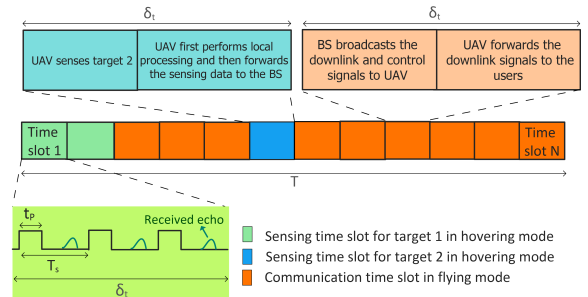 δt
δt
UAV senses target 2
UAV first performs local
processing and then forwards
the sensing data to the BS
BS broadcasts the
downlink and control
signals to UAV
UAV forwards the
downlink signals to the
users
Time
slot 1
Time
slot N
T
tP
Received echo
Ts
δt
Sensing time slot for target 1 in hovering mode
Sensing time slot for target 2 in hovering mode
Communication time slot in flying mode